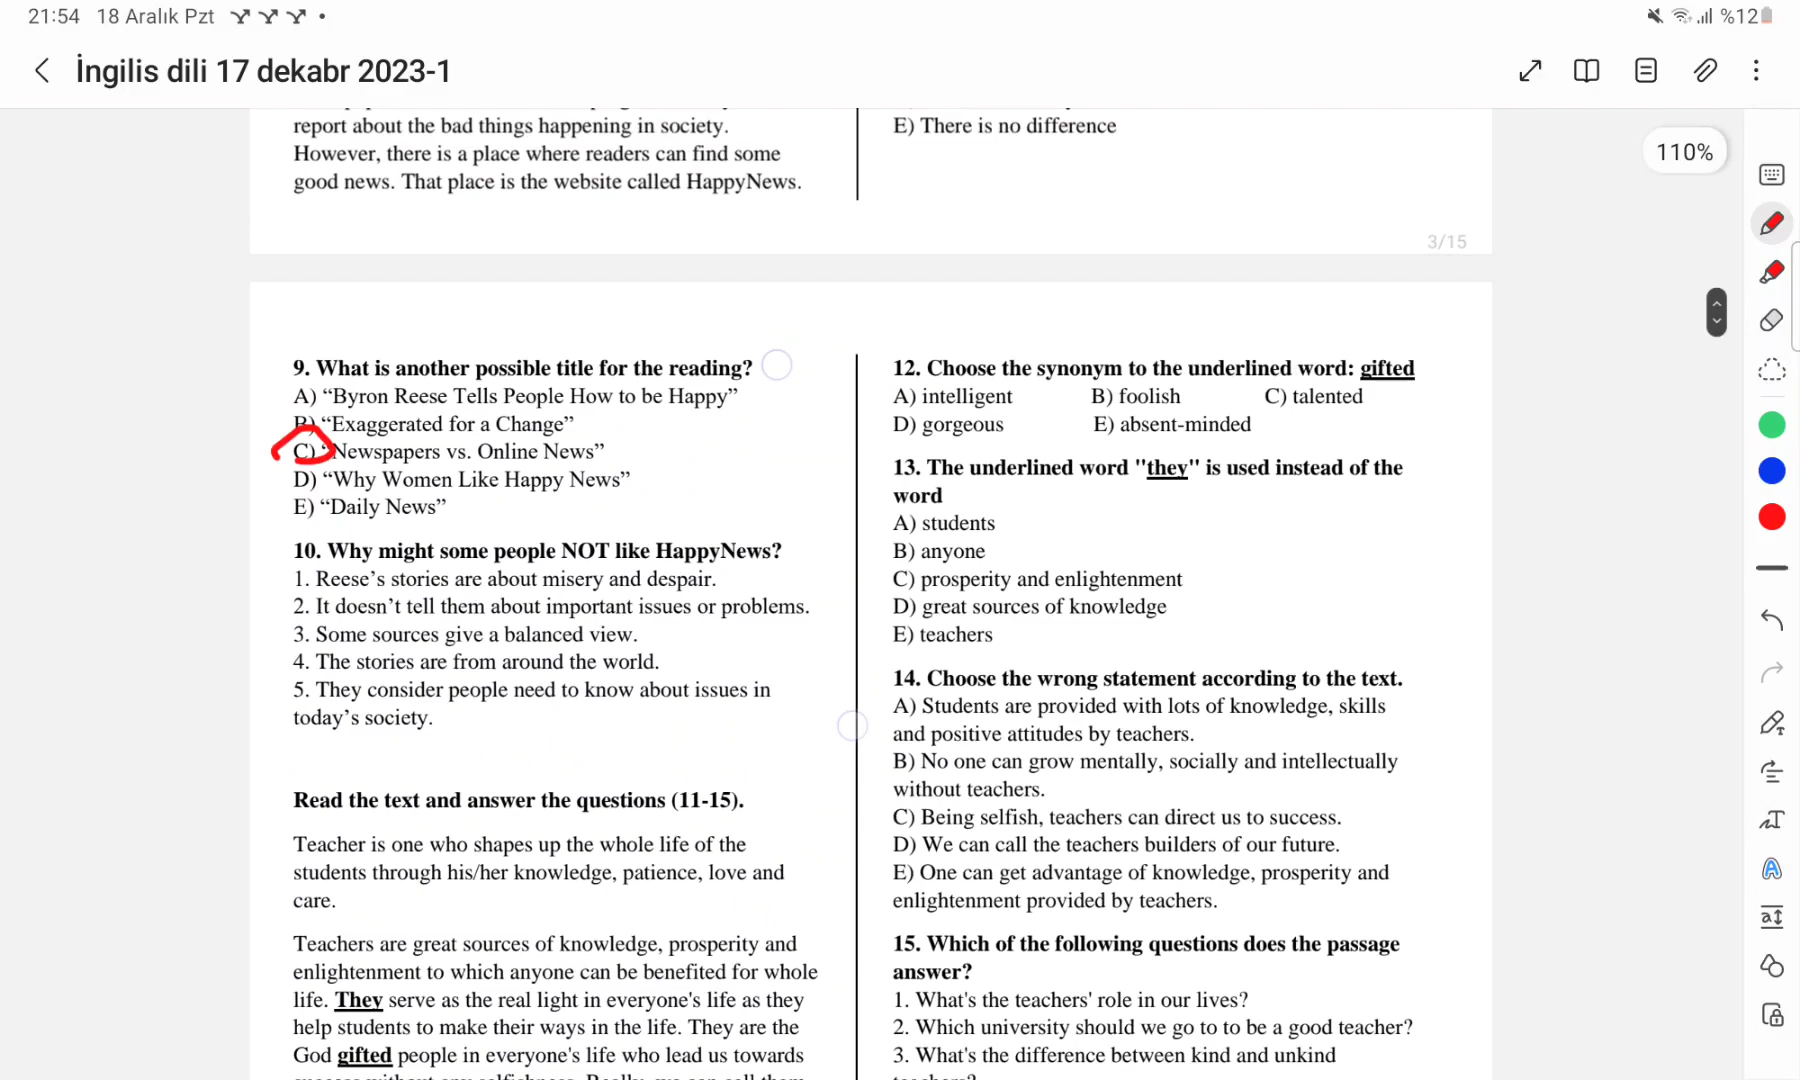 21:54 18 Aralık Pzt
%12
İngilis dili 17 dekabr 2023-1
110%
report about the bad things happening in society.
However, there is a place where readers can find some
good news. That place is the website called HappyNews.
E) There is no difference
3/15
9. What is another possible title for the reading?
A) “Byron Reese Tells People How to be Happy”
B) “Exaggerated for a Change”
C) “Newspapers vs. Online News”
D) “Why Women Like Happy News”
E) “Daily News”
10. Why might some people NOT like HappyNews?
1. Reese’s stories are about misery and despair.
2. It doesn’t tell them about important issues or problems.
3. Some sources give a balanced view.
4. The stories are from around the world.
5. They consider people need to know about issues in
today’s society.
Read the text and answer the questions (11-15).
Teacher is one who shapes up the whole life of the
students through his/her knowledge, patience, love and
care.
Teachers are great sources of knowledge, prosperity and
enlightenment to which anyone can be benefited for whole
life. They serve as the real light in everyone's life as they
help students to make their ways in the life. They are the
God gifted people in everyone's life who lead us towards
success without any selfishness. Really, we can call them
12. Choose the synonym to the underlined word: gifted
A) intelligent B) foolish C) talented
D) gorgeous E) absent-minded
13. The underlined word "they" is used instead of the
word
A) students
B) anyone
C) prosperity and enlightenment
D) great sources of knowledge
E) teachers
14. Choose the wrong statement according to the text.
A) Students are provided with lots of knowledge, skills
and positive attitudes by teachers.
B) No one can grow mentally, socially and intellectually
without teachers.
C) Being selfish, teachers can direct us to success.
D) We can call the teachers builders of our future.
E) One can get advantage of knowledge, prosperity and
enlightenment provided by teachers.
15. Which of the following questions does the passage
answer?
1. What's the teachers' role in our lives?
2. Which university should we go to to be a good teacher?
3. What's the difference between kind and unkind
teachers?